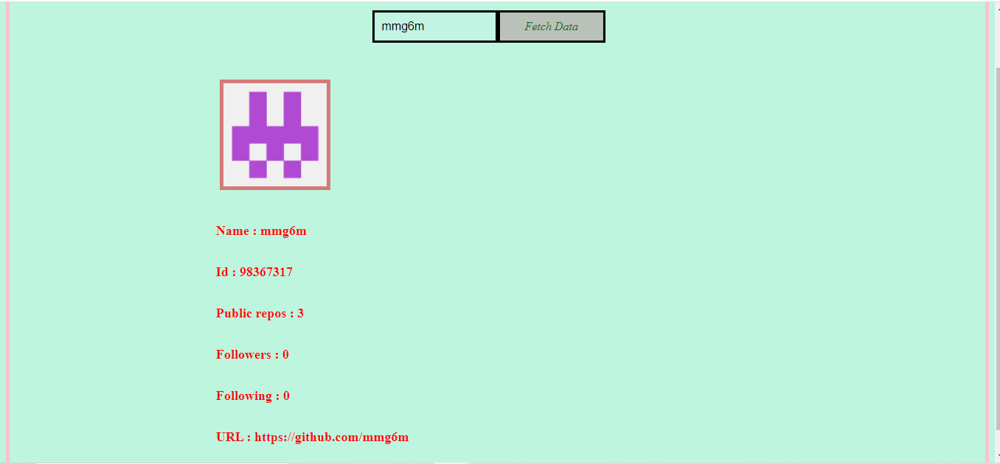 mmg6m Fetch Data
Name : mmg6m
Id : 98367317
Public repos : 3
Followers : 0
Following : 0
URL : https://github.com/mmg6m